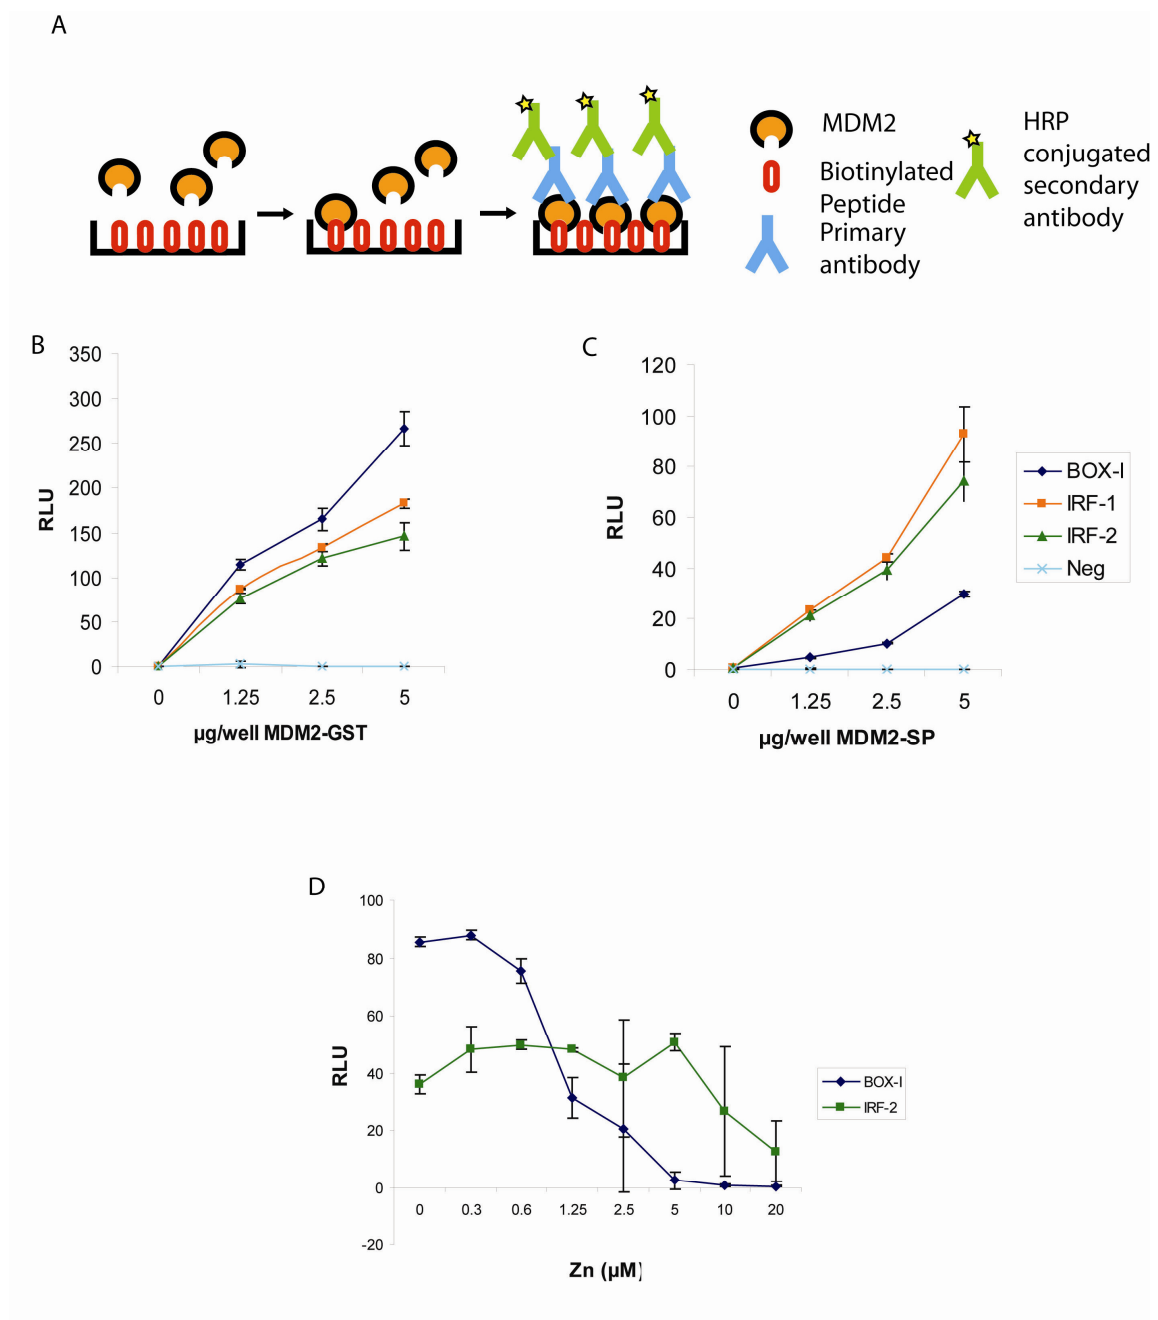 A
MDM2
Biotinylated
Peptide
Primary
antibody
HRP
conjugated
secondary
antibody
B
350
300
250
200
150
100
50
0
RLU
0 1.25 2.5 5
µg/well MDM2-GST
C
120
100
80
60
40
20
0
RLU
0 1.25 2.5 5
µg/well MDM2-SP
BOX-I
IRF-1
IRF-2
Neg
D
100
80
60
40
20
0
-20
RLU
0 0.3 0.6 1.25 2.5 5 10 20
Zn (µM)
BOX-I
IRF-2